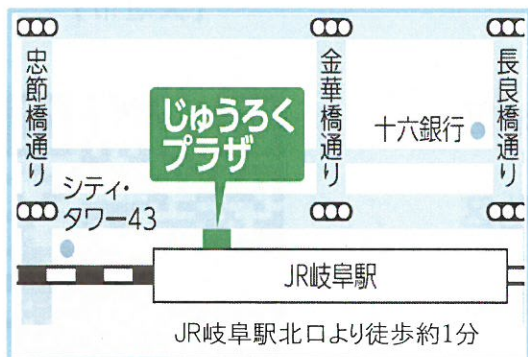 忠節橋通り
金華橋通り
長良橋通り
じゅうろく
プラザ
十六銀行
シティ・
タワー43
JR岐阜駅
JR岐阜駅北口より徒歩約1分